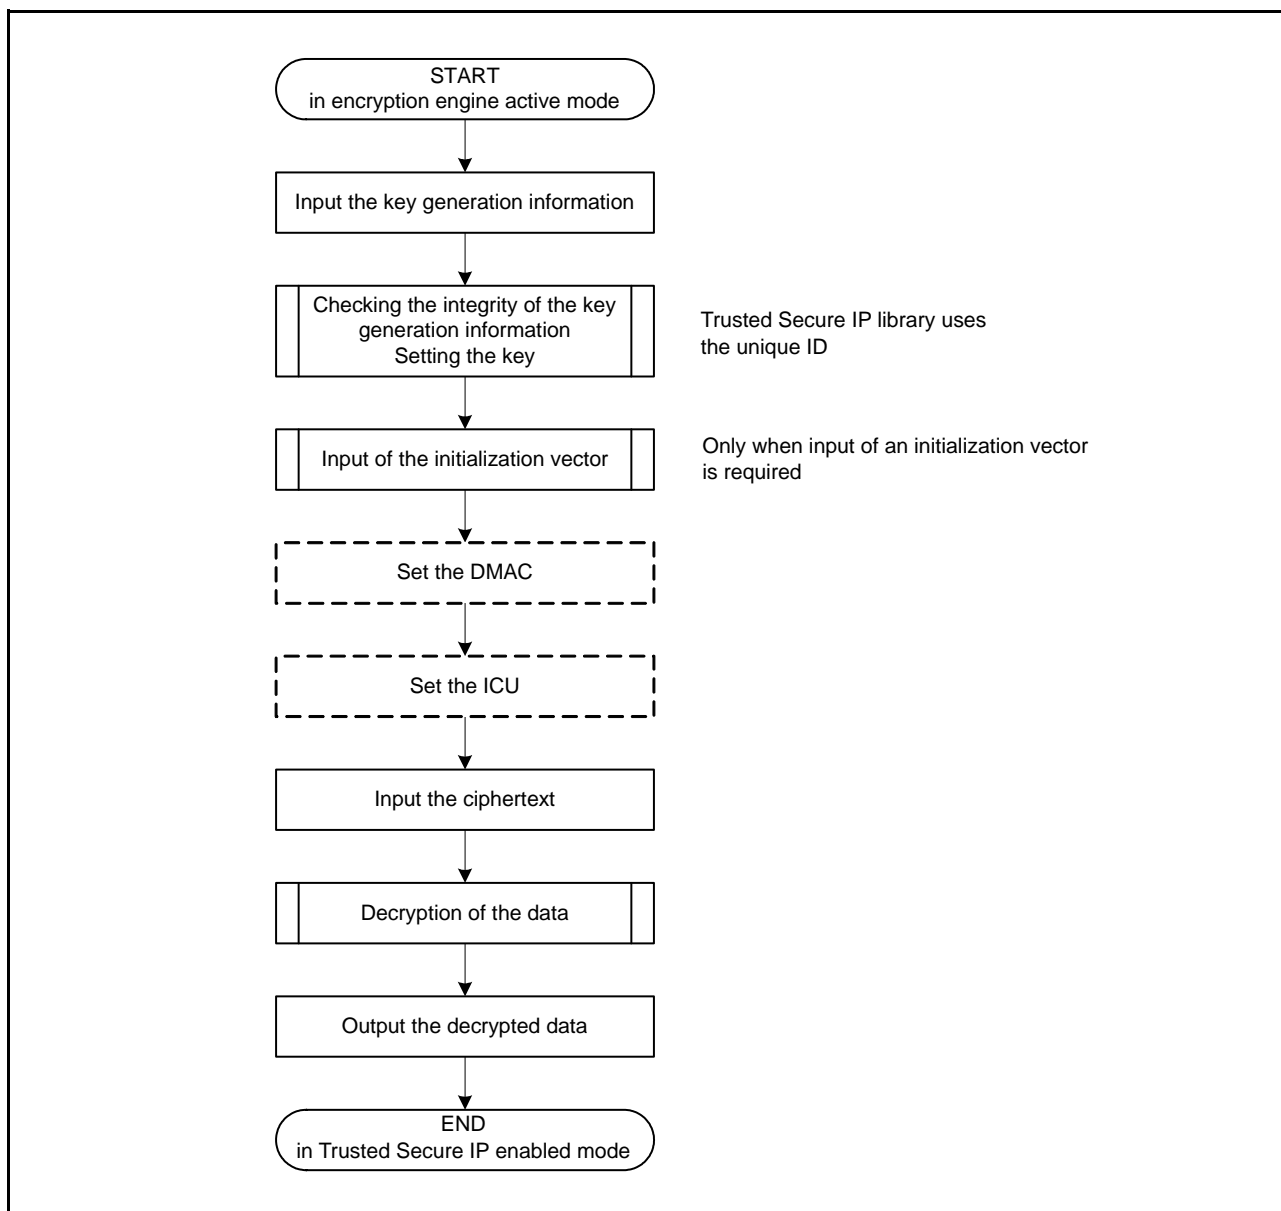 START
in encryption engine active mode
Input the key generation information
Checking the integrity of the key
generation information
Setting the key
Trusted Secure IP library uses
the unique ID
Input of the initialization vector
Only when input of an initialization vector
is required
Set the DMAC
Set the ICU
Input the ciphertext
Decryption of the data
Output the decrypted data
END
in Trusted Secure IP enabled mode